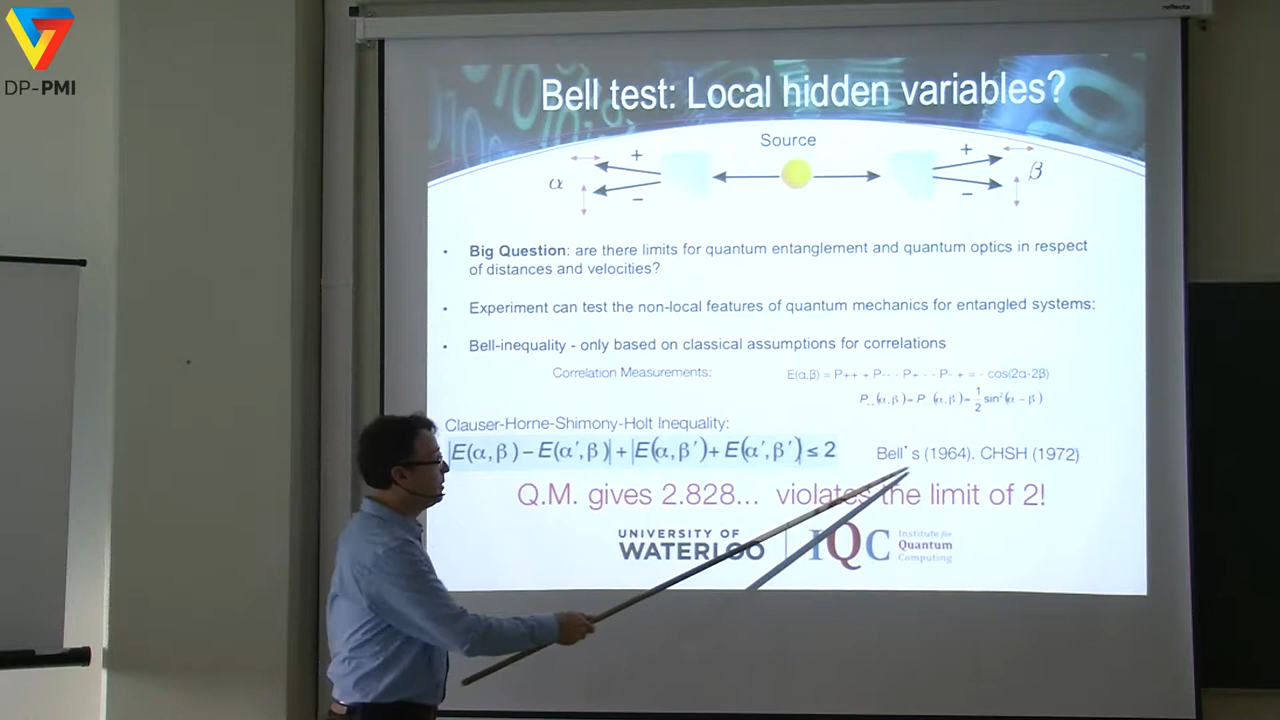 reflecta
DP-PMI
Bell test: Local hidden variables?
Source
+
+
α
β
−
−
• Big Question: are there limits for quantum entanglement and quantum optics in respect
of distances and velocities?
• Experiment can test the non-local features of quantum mechanics for entangled systems:
• Bell-inequality - only based on classical assumptions for correlations
Correlation Measurements:
E(α,β) = P++ + P-- - P+ - - P- + = - cos(2α-2β)
P₊₊(α,β)= P₋₋(α,β)= 1/2 sin²(α − β)
Clauser-Horne-Shimony-Holt Inequality:
|E(α,β) − E(α′,β)| + |E(α,β′) + E(α′,β′)| ≤ 2
Bell's (1964). CHSH (1972)
Q.M. gives 2.828... violates the limit of 2!
UNIVERSITY OF
WATERLOO
IQC
Institute for
Quantum
Computing